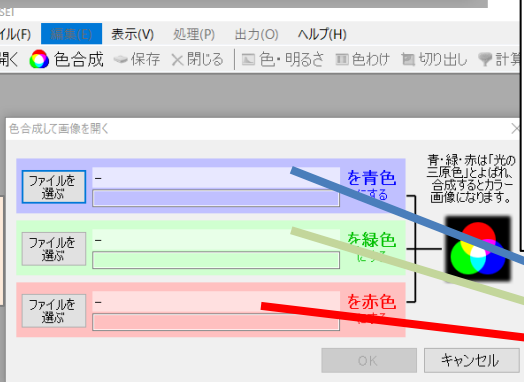 SET
イル(F) 編集(E) 表示(V) 処理(P) 出力(O) ヘルプ(H)
開く 色合成 保存 閉じる 色・明るさ 色わけ 切り出し 計算
色合成して画像を開く
ファイルを
選ぶ
-
を青色
にする
青・緑・赤は「光の
三原色」とよばれ、
合成するとカラー
画像になります。
ファイルを
選ぶ
-
を緑色
にする
ファイルを
選ぶ
-
を赤色
にする
OK キャンセル